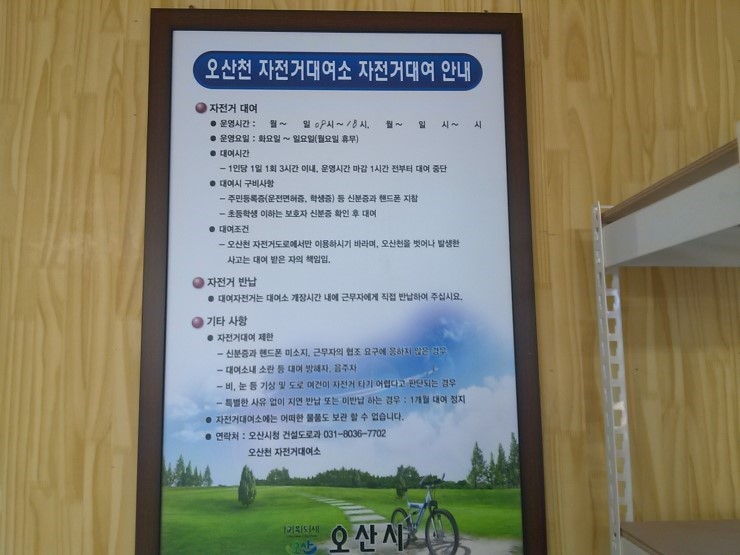 오산천 자전거대여소 자전거대여 안내
자전거 대여
● 운영시간 : 월 ~ 일 09시 ~ 18시, 월 ~ 일 시 ~ 시
● 운영요일 : 화요일 ~ 일요일(월요일 휴무)
● 대여시간
- 1인당 1일 1회 3시간 이내, 운영시간 마감 1시간 전부터 대여 중단
● 대여시 구비사항
- 주민등록증(운전면허증, 학생증) 등 신분증과 핸드폰 지참
- 초등학생 이하는 보호자 신분증 확인 후 대여
● 대여조건
- 오산천 자전거도로에서만 이용하시기 바라며, 오산천을 벗어나 발생한
사고는 대여 받은 자의 책임임.
자전거 반납
● 대여자전거는 대여소 개장시간 내에 근무자에게 직접 반납하여 주십시요.
기타 사항
● 자전거대여 제한
- 신분증과 핸드폰 미소지, 근무자의 협조 요구에 응하지 않은 경우
- 대여소내 소란 등 대여 방해자, 음주자
- 비, 눈 등 기상 및 도로 여건이 자전거 타기 어렵다고 판단되는 경우
- 특별한 사유 없이 지연 반납 또는 미반납 하는 경우 : 1개월 대여 정지
● 자전거대여소에는 어떠한 물품도 보관 할 수 없습니다.
● 연락처 : 오산시청 건설도로과 031-8036-7702
오산천 자전거대여소
오산시